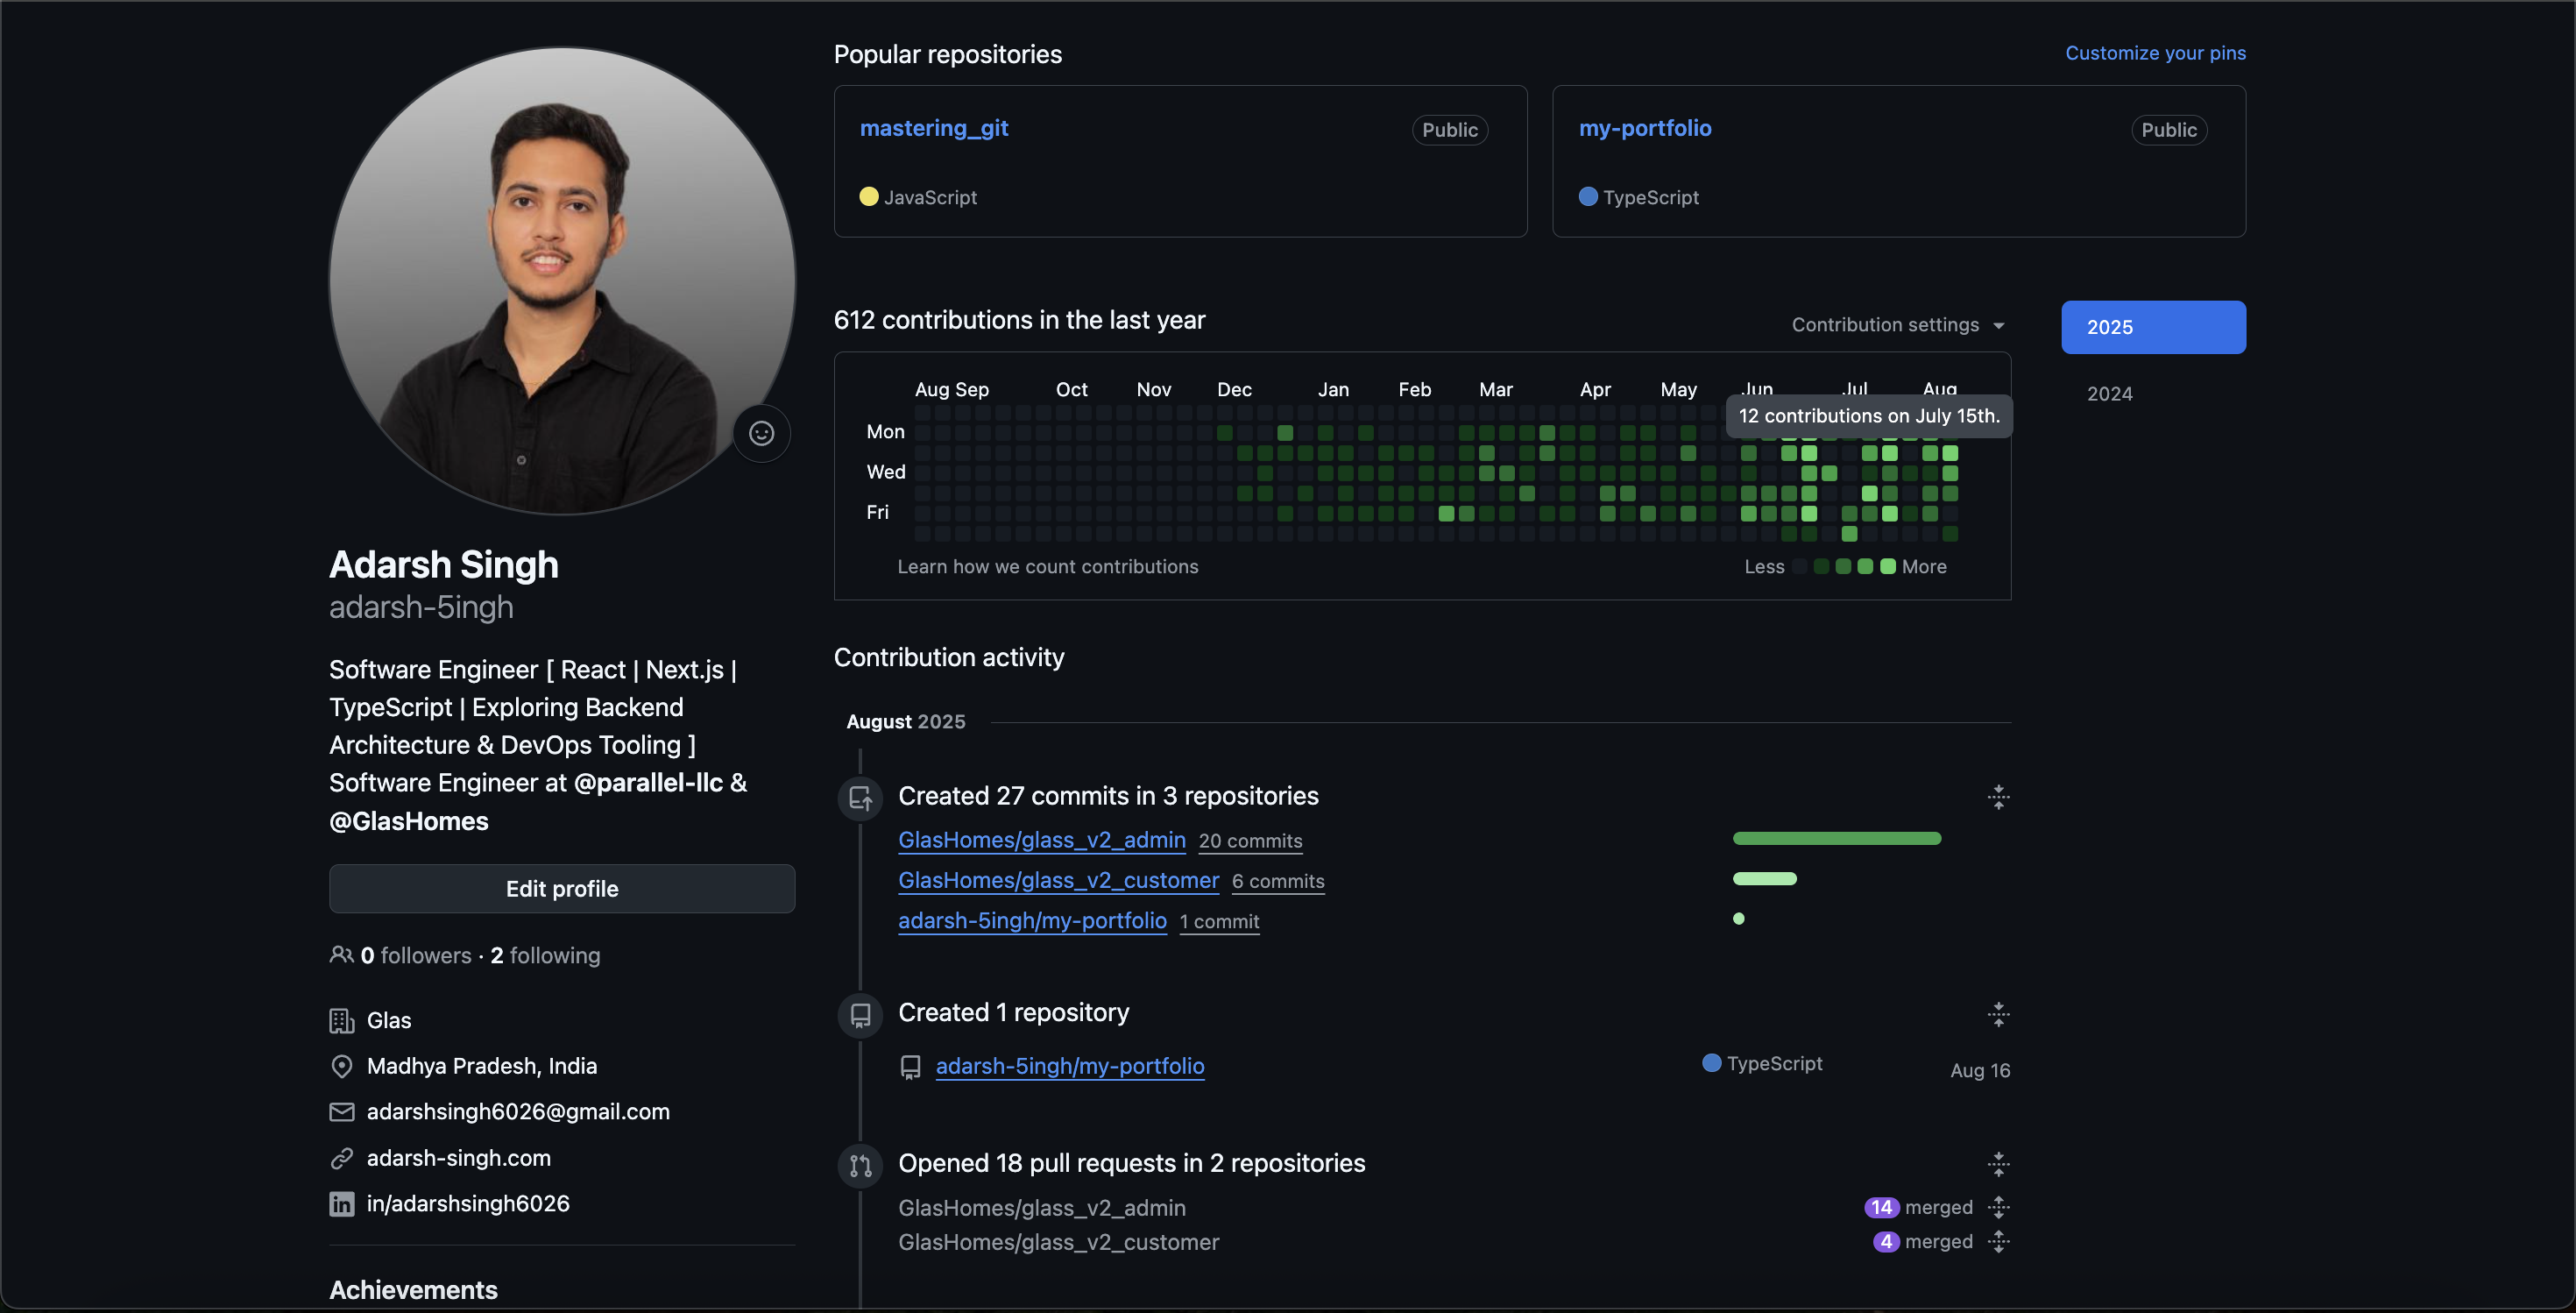 Adarsh Singh
adarsh-5ingh
Software Engineer [ React | Next.js |
TypeScript | Exploring Backend
Architecture & DevOps Tooling ]
Software Engineer at @parallel-llc &
@GlasHomes
Edit profile
0 followers · 2 following
Glas
Madhya Pradesh, India
adarshsingh6026@gmail.com
adarsh-singh.com
in/adarshsingh6026
Achievements
Popular repositories
Customize your pins
mastering_git Public
JavaScript
my-portfolio Public
TypeScript
612 contributions in the last year
Contribution settings
2025
2024
Aug Sep Oct Nov Dec Jan Feb Mar Apr May Jun Jul Aug
12 contributions on July 15th.
Mon
Wed
Fri
Learn how we count contributions
Less More
Contribution activity
August 2025
Created 27 commits in 3 repositories
GlasHomes/glass_v2_admin 20 commits
GlasHomes/glass_v2_customer 6 commits
adarsh-5ingh/my-portfolio 1 commit
Created 1 repository
adarsh-5ingh/my-portfolio TypeScript Aug 16
Opened 18 pull requests in 2 repositories
GlasHomes/glass_v2_admin 14 merged
GlasHomes/glass_v2_customer 4 merged